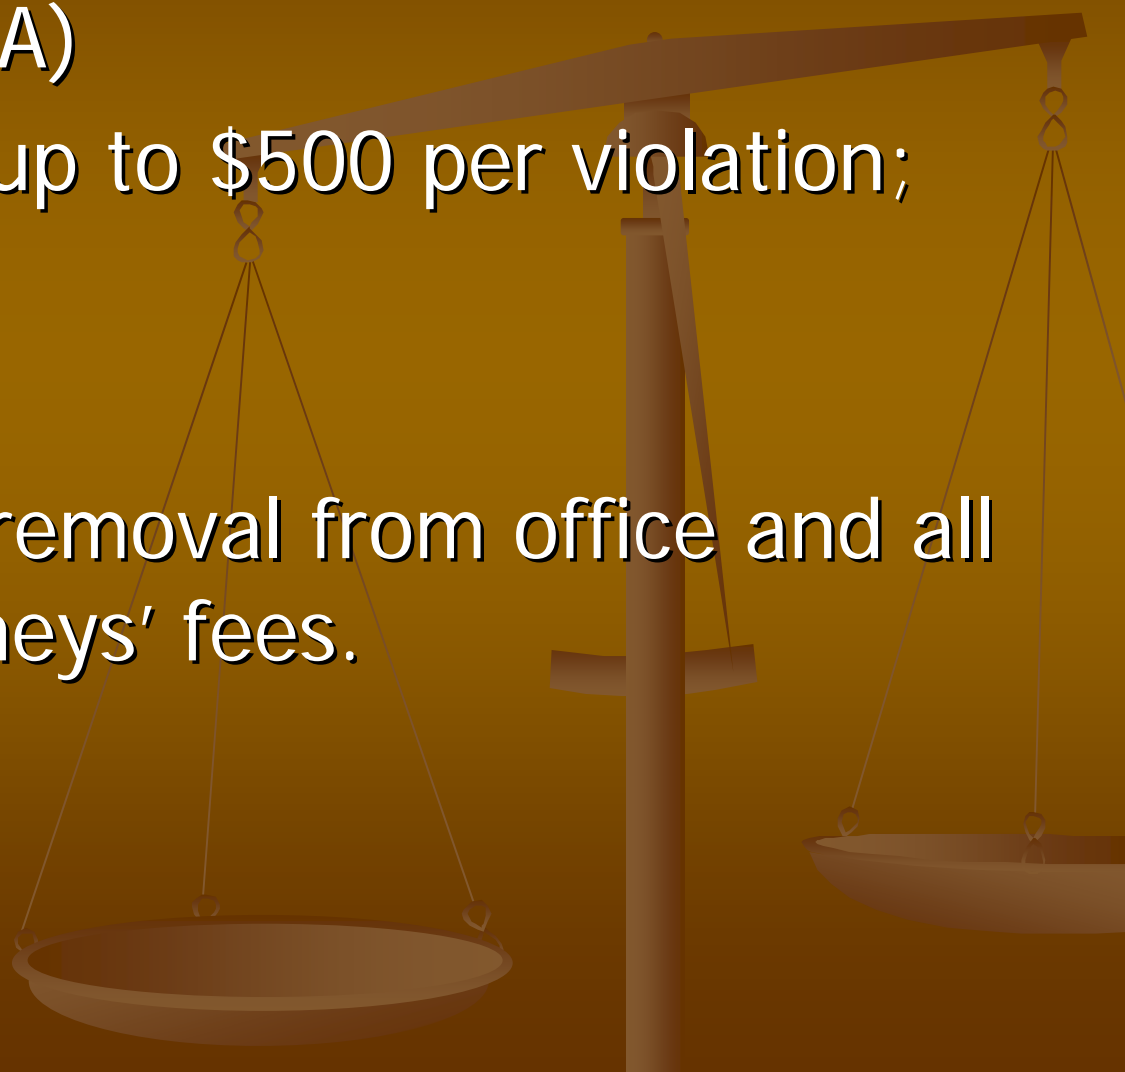 A)
up to $500 per violation;
removal from office and all
neys' fees.